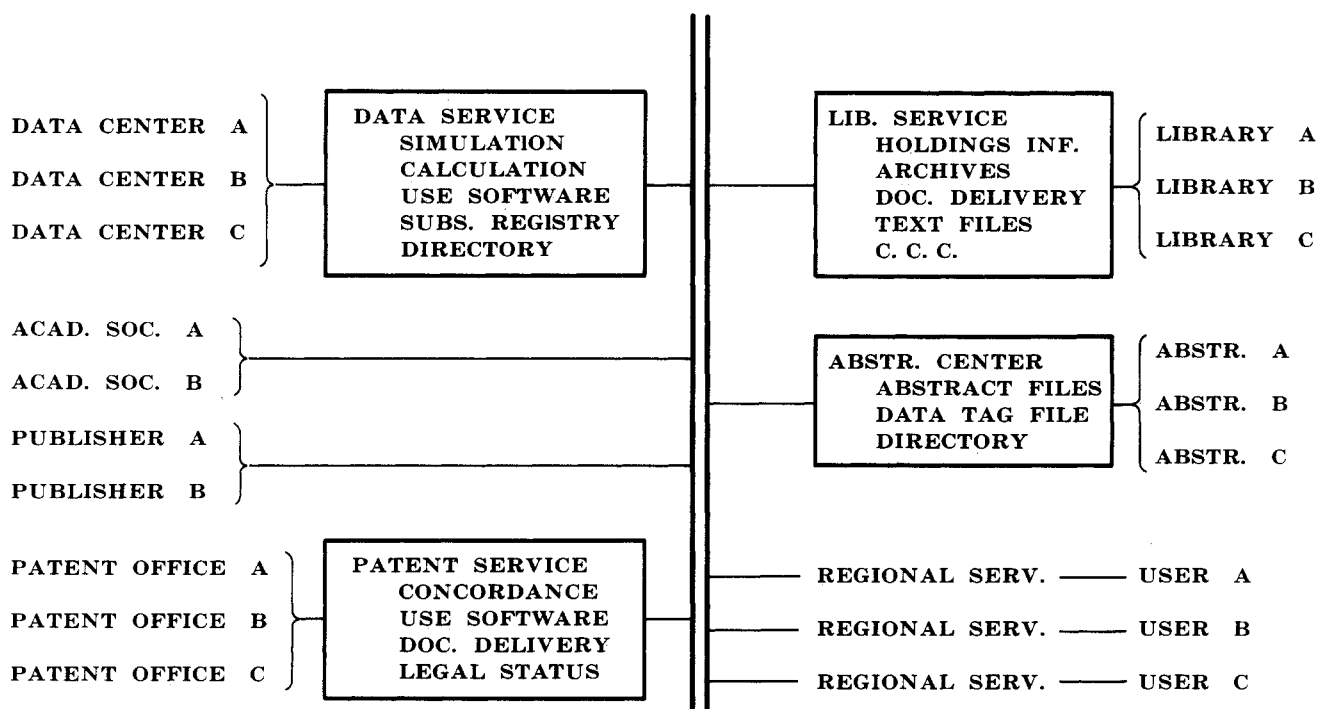 DATA CENTER A
DATA CENTER B
DATA CENTER C
DATA SERVICE
SIMULATION
CALCULATION
USE SOFTWARE
SUBS. REGISTRY
DIRECTORY
ACAD. SOC. A
ACAD. SOC. B
PUBLISHER A
PUBLISHER B
PATENT OFFICE A
PATENT OFFICE B
PATENT OFFICE C
PATENT SERVICE
CONCORDANCE
USE SOFTWARE
DOC. DELIVERY
LEGAL STATUS
LIB. SERVICE
HOLDINGS INF.
ARCHIVES
DOC. DELIVERY
TEXT FILES
C. C. C.
LIBRARY A
LIBRARY B
LIBRARY C
ABSTR. CENTER
ABSTRACT FILES
DATA TAG FILE
DIRECTORY
ABSTR. A
ABSTR. B
ABSTR. C
REGIONAL SERV. USER A
REGIONAL SERV. USER B
REGIONAL SERV. USER C